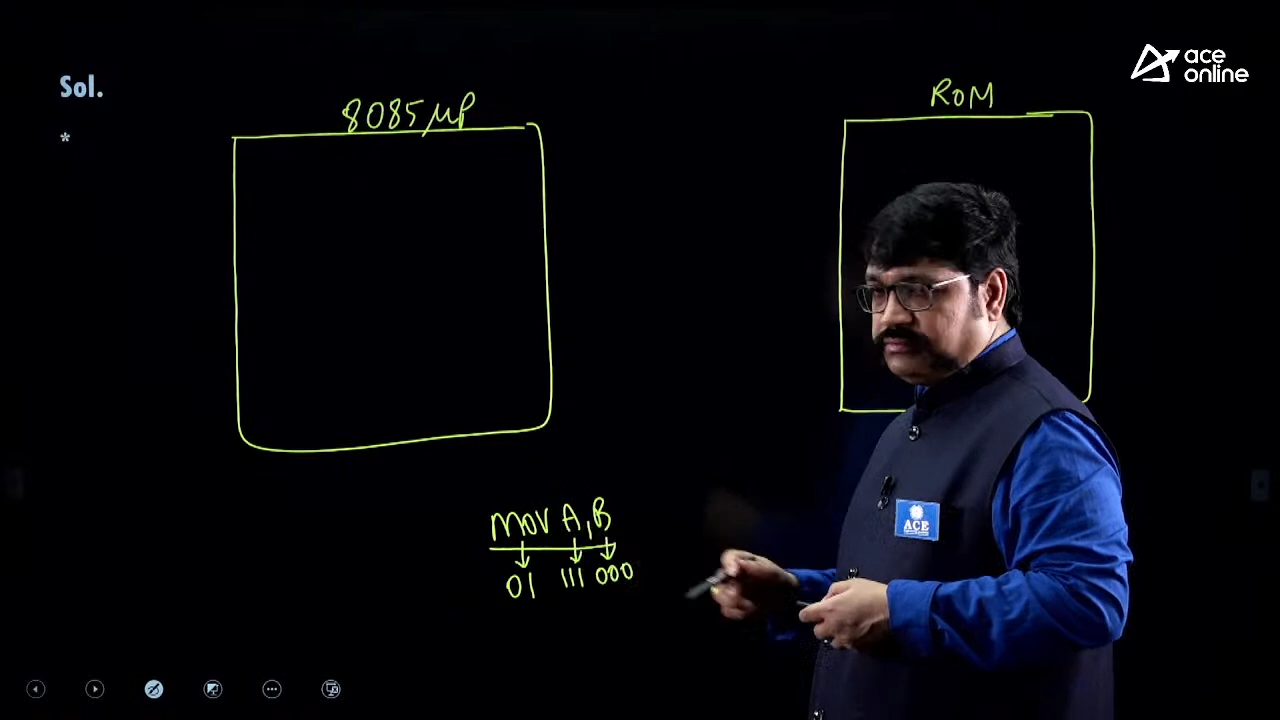 ace
online
Sol.
*
8085 μP
ROM
MOV A,B
01 111 000
ACE